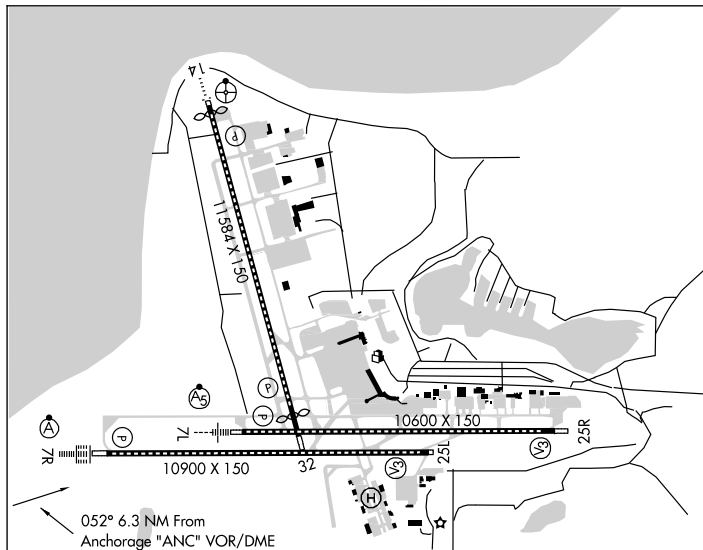 14
P
11584 X 150
P
A5
P
A
7L
10600 X 150
25R
P
7R
10900 X 150
32
25L
V3
V3
H
052° 6.3 NM From
Anchorage "ANC" VOR/DME